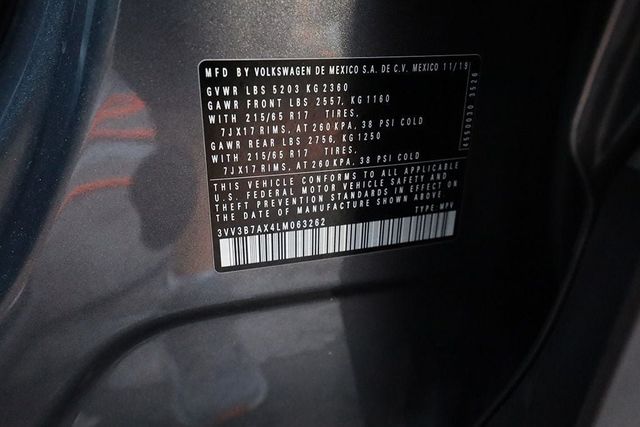 MFD BY VOLKSWAGEN DE MEXICO S.A. DE C.V. MEXICO 11/19
GVWR LBS 5203 KG 2360
GAWR FRONT LBS 2557, KG 1160
WITH 215/65 R17 TIRES,
7JX17 RIMS, AT 260 KPA, 38 PSI COLD
GAWR REAR LBS 2756, KG 1250
WITH 215/65 R17 TIRES,
7JX17 RIMS, AT 260 KPA, 38 PSI COLD
THIS VEHICLE CONFORMS TO ALL APPLICABLE
U.S. FEDERAL MOTOR VEHICLE SAFETY AND
THEFT PREVENTION STANDARDS IN EFFECT ON
THE DATE OF MANUFACTURE SHOWN ABOVE
3VV3B7AX4LM063262 TYPE: MPV